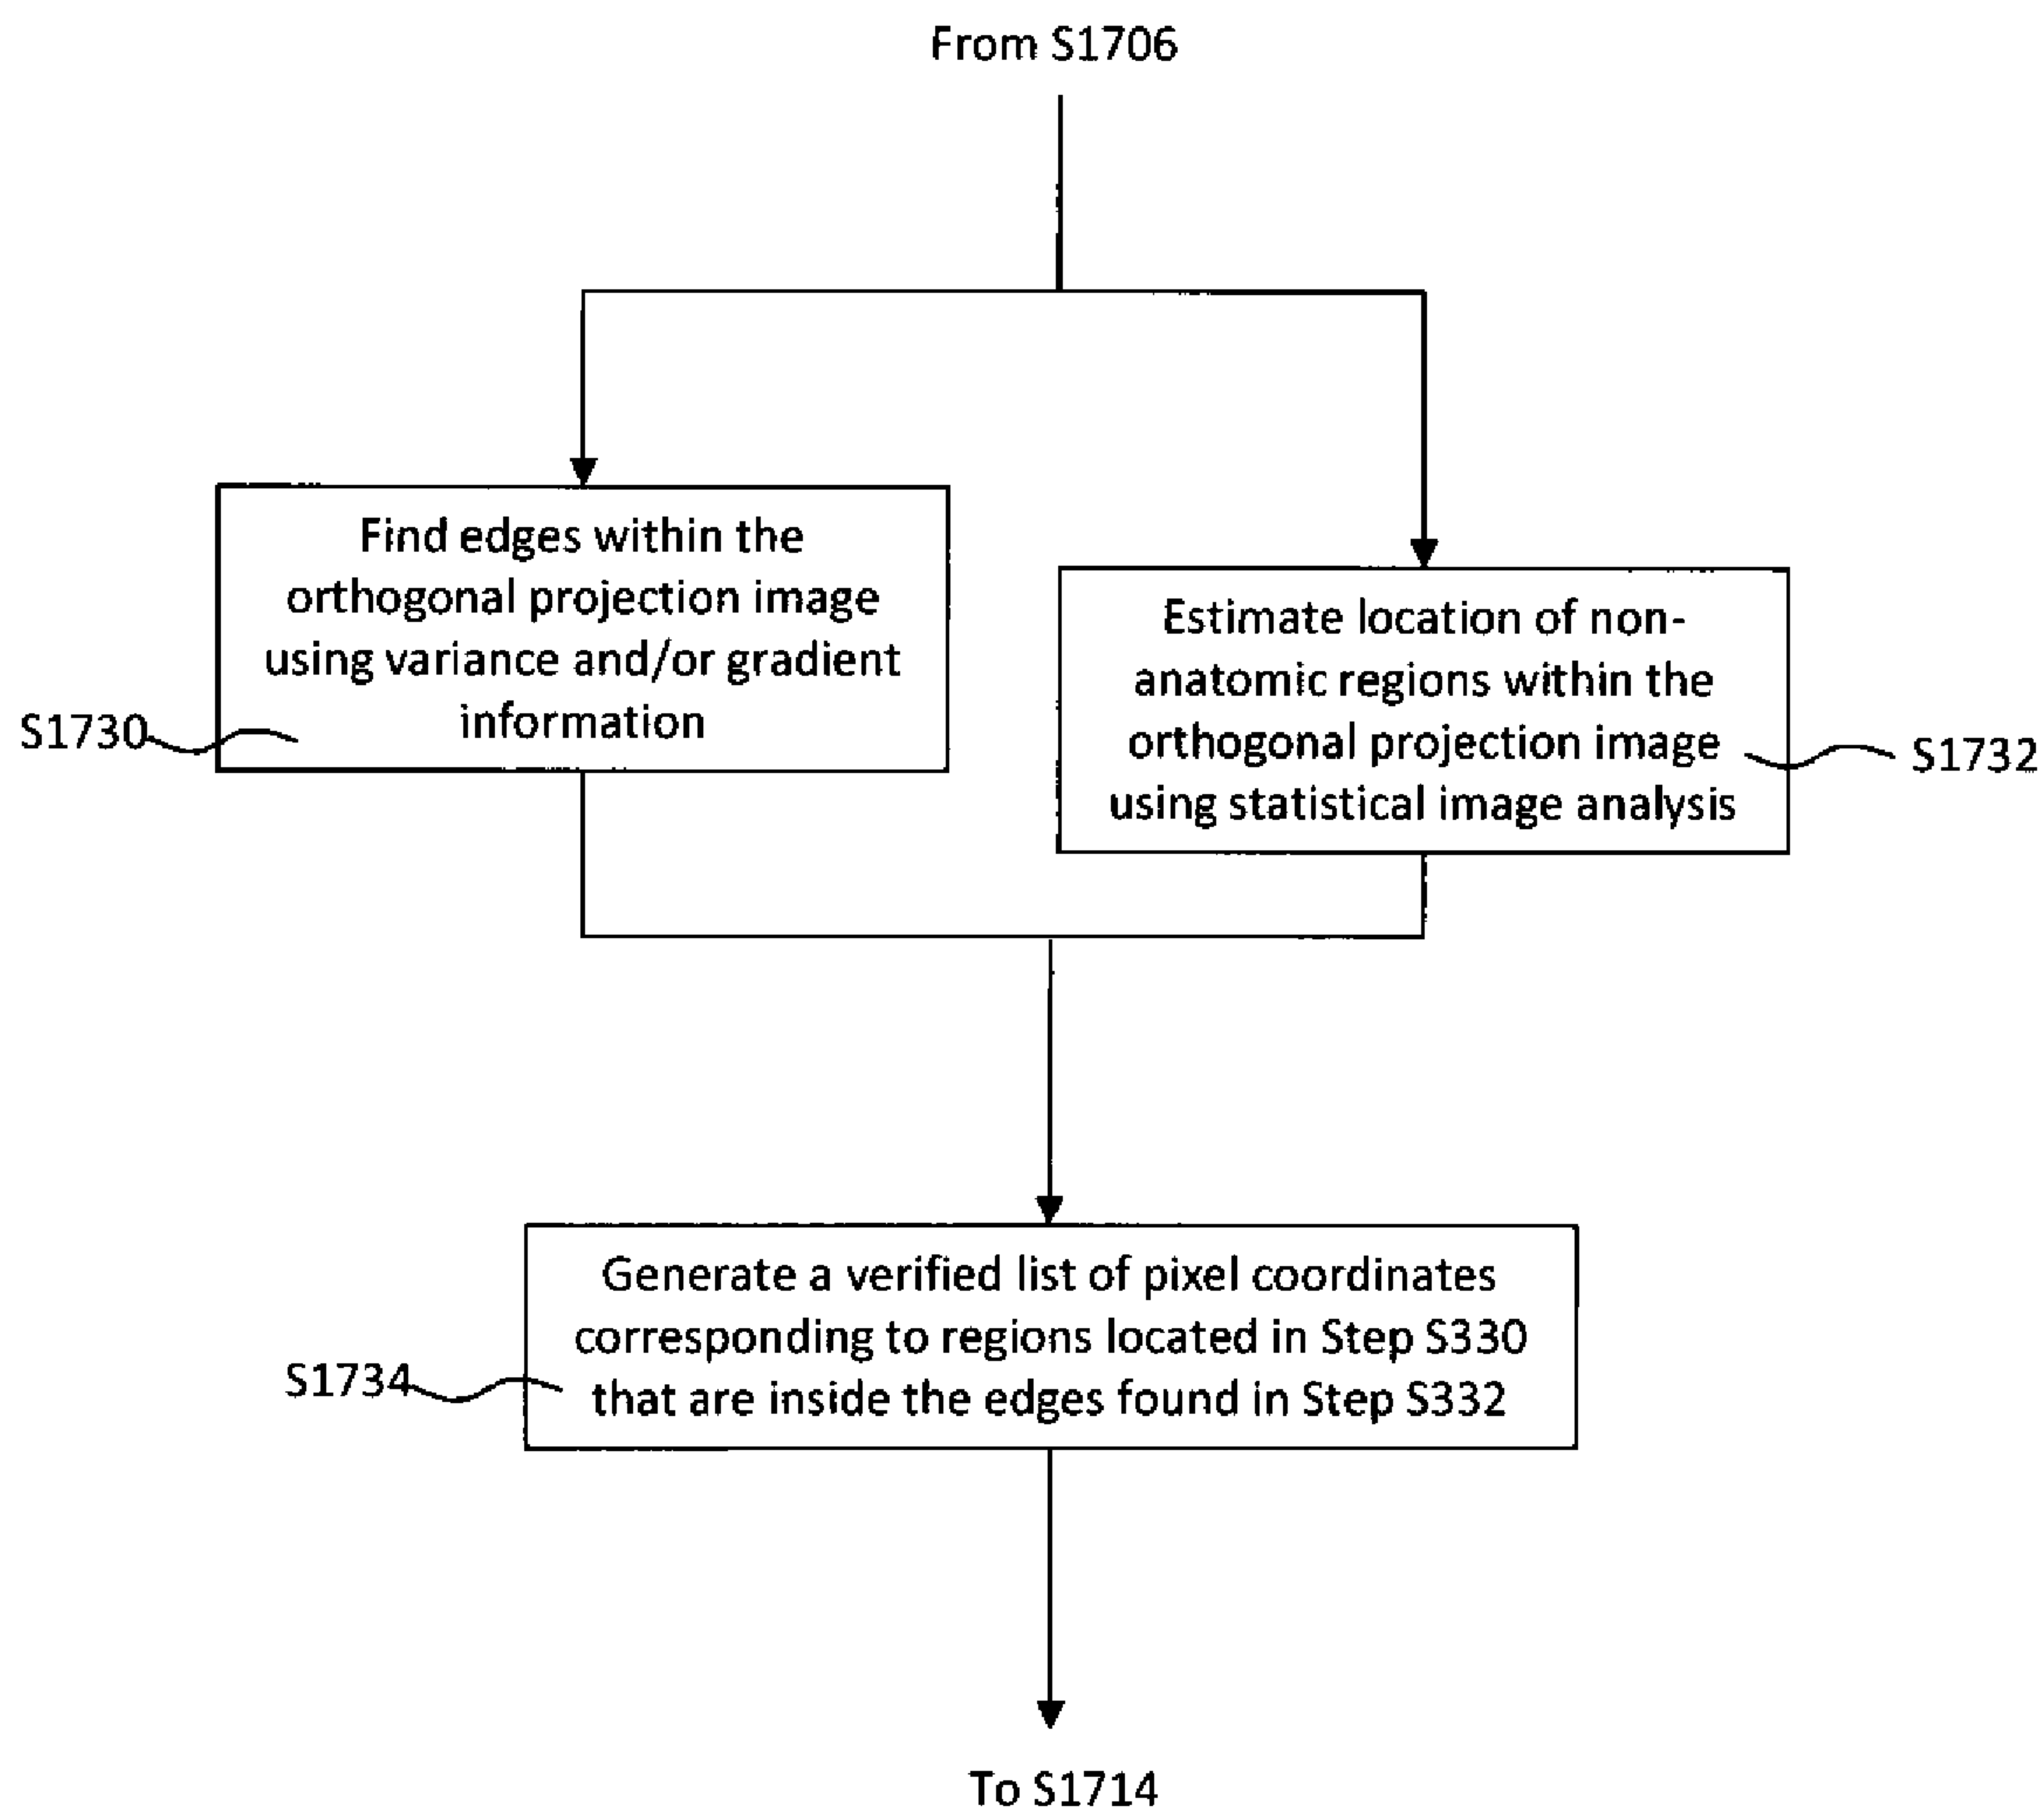 From S1706
Find edges within the
orthogonal projection image
using variance and/or gradient
information
S1730
Estimate location of non-
anatomic regions within the
orthogonal projection image
using statistical image analysis
S1732
Generate a verified list of pixel coordinates
corresponding to regions located in Step S330
that are inside the edges found in Step S332
S1734
To S1714